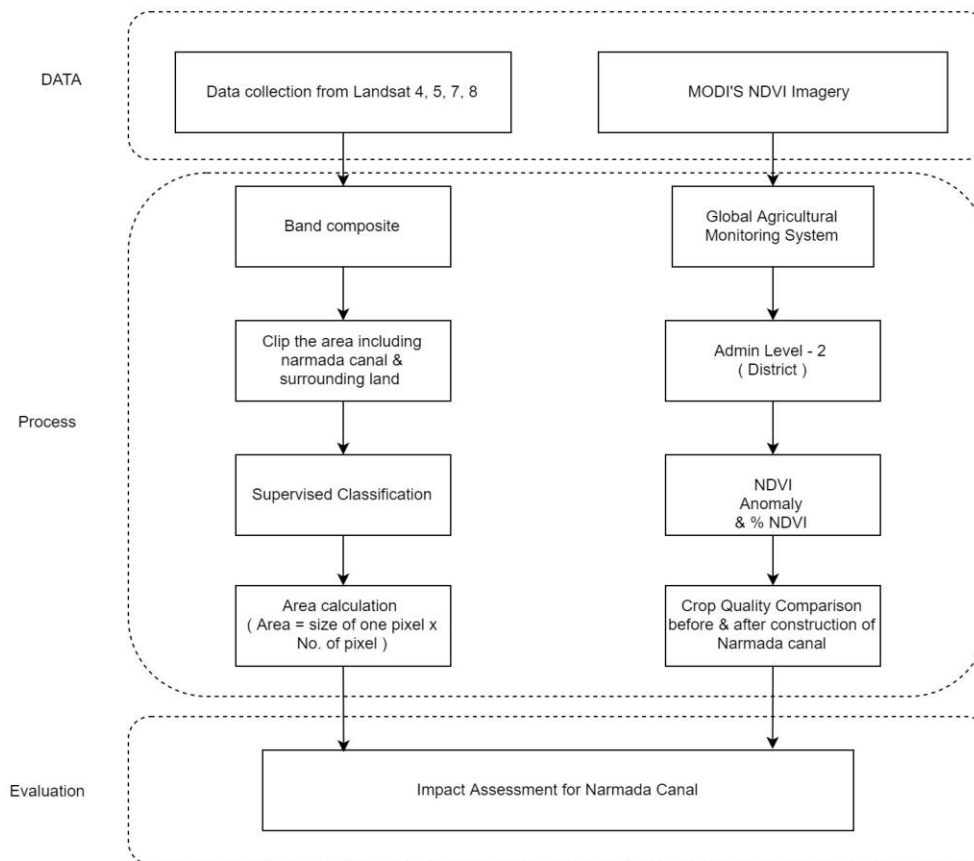 DATA
Data collection from Landsat 4, 5, 7, 8
MODI'S NDVI Imagery
Process
Band composite
Clip the area including
narmada canal &
surrounding land
Supervised Classification
Area calculation
( Area = size of one pixel x
No. of pixel )
Global Agricultural
Monitoring System
Admin Level - 2
( District )
NDVI
Anomaly
& % NDVI
Crop Quality Comparison
before & after construction of
Narmada canal
Evaluation
Impact Assessment for Narmada Canal